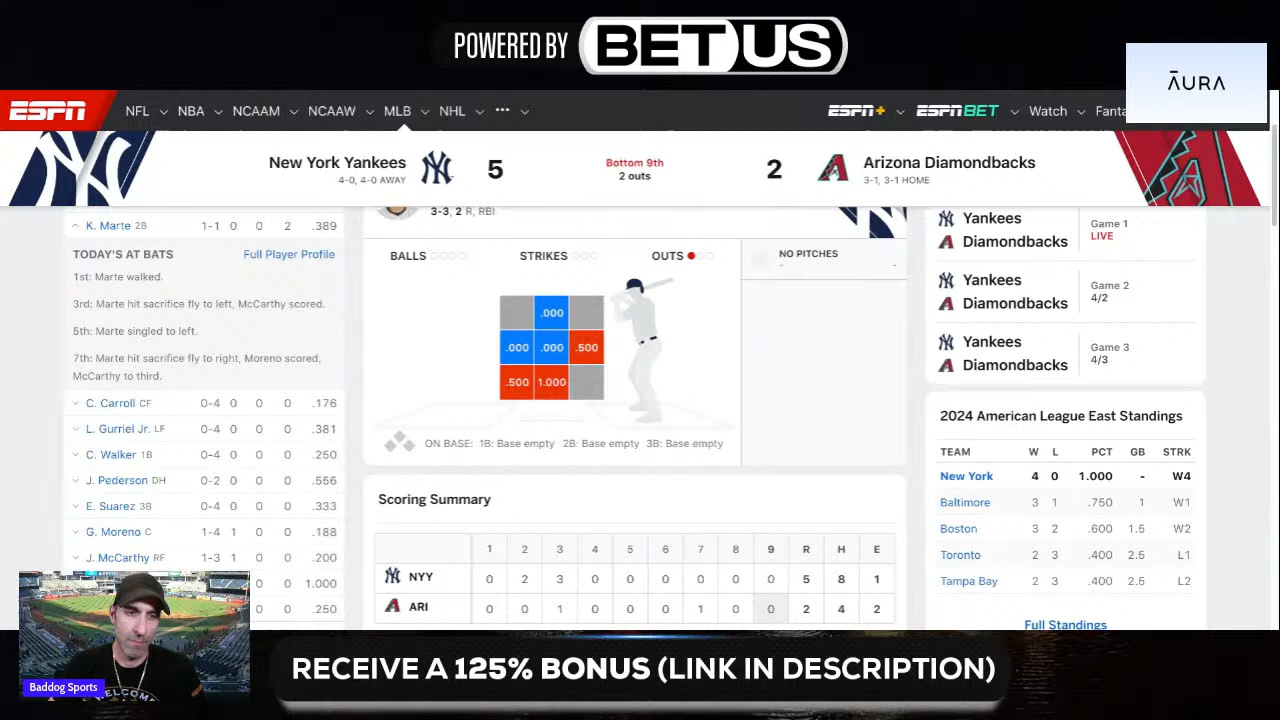 POWERED BY BETUS
ĀURA
ESPN NFL NBA NCAAM NCAAW MLB NHL ••• ESPN+ ESPN BET Watch Fanta
New York Yankees
4-0, 4-0 AWAY
5
Bottom 9th
2 outs
2
Arizona Diamondbacks
3-1, 3-1 HOME
K. Marte 2B 1-1 0 0 2 .389
TODAY'S AT BATS Full Player Profile
1st: Marte walked.
3rd: Marte hit sacrifice fly to left, McCarthy scored.
5th: Marte singled to left.
7th: Marte hit sacrifice fly to right, Moreno scored,
McCarthy to third.
C. Carroll CF 0-4 0 0 0 .176
L. Gurriel Jr. LF 0-4 0 0 0 .381
C. Walker 1B 0-4 0 0 0 .250
J. Pederson DH 0-2 0 0 0 .556
E. Suarez 3B 0-4 0 0 0 .333
G. Moreno C 1-4 1 0 0 .188
J. McCarthy RF 1-3 1 0 0 .200
0 0 1.000
0 0 .250
3-3, 2 R, RBI
BALLS STRIKES OUTS
NO PITCHES
- -
.000
.000 .000 .500
.500 1.000
ON BASE: 1B: Base empty 2B: Base empty 3B: Base empty
Scoring Summary
1 2 3 4 5 6 7 8 9 R H E
NYY 0 2 3 0 0 0 0 0 0 5 8 1
ARI 0 0 1 0 0 0 1 0 0 2 4 2
Yankees
Diamondbacks
Game 1
LIVE
Yankees
Diamondbacks
Game 2
4/2
Yankees
Diamondbacks
Game 3
4/3
2024 American League East Standings
TEAM W L PCT GB STRK
New York 4 0 1.000 - W4
Baltimore 3 1 .750 1 W1
Boston 3 2 .600 1.5 W2
Toronto 2 3 .400 2.5 L1
Tampa Bay 2 3 .400 2.5 L2
Full Standings
WELCOME
Baddog Sports
RECEIVE A 125% BONUS (LINK IN DESCRIPTION)